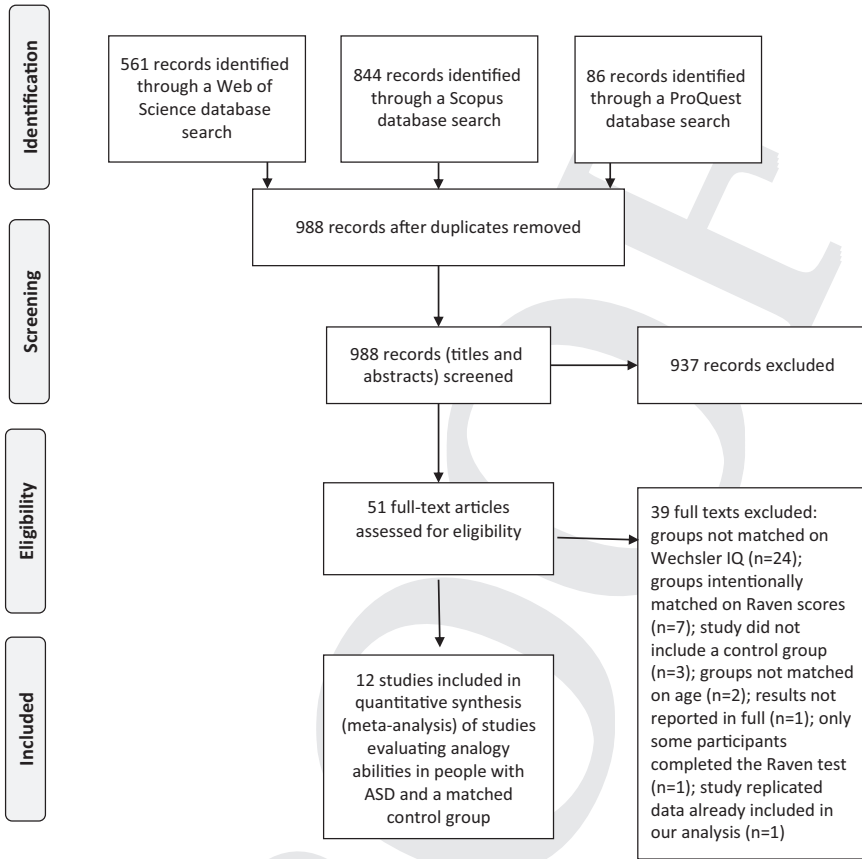 Identification
561 records identified
through a Web of
Science database
search
844 records identified
through a Scopus
database search
86 records identified
through a ProQuest
database search
988 records after duplicates removed
Screening
988 records (titles and
abstracts) screened
937 records excluded
Eligibility
51 full-text articles
assessed for eligibility
39 full texts excluded:
groups not matched on
Wechsler IQ (n=24);
groups intentionally
matched on Raven scores
(n=7); study did not
include a control group
(n=3); groups not matched
on age (n=2); results not
reported in full (n=1); only
some participants
completed the Raven test
(n=1); study replicated
data already included in
our analysis (n=1)
Included
12 studies included in
quantitative synthesis
(meta-analysis) of studies
evaluating analogy
abilities in people with
ASD and a matched
control group